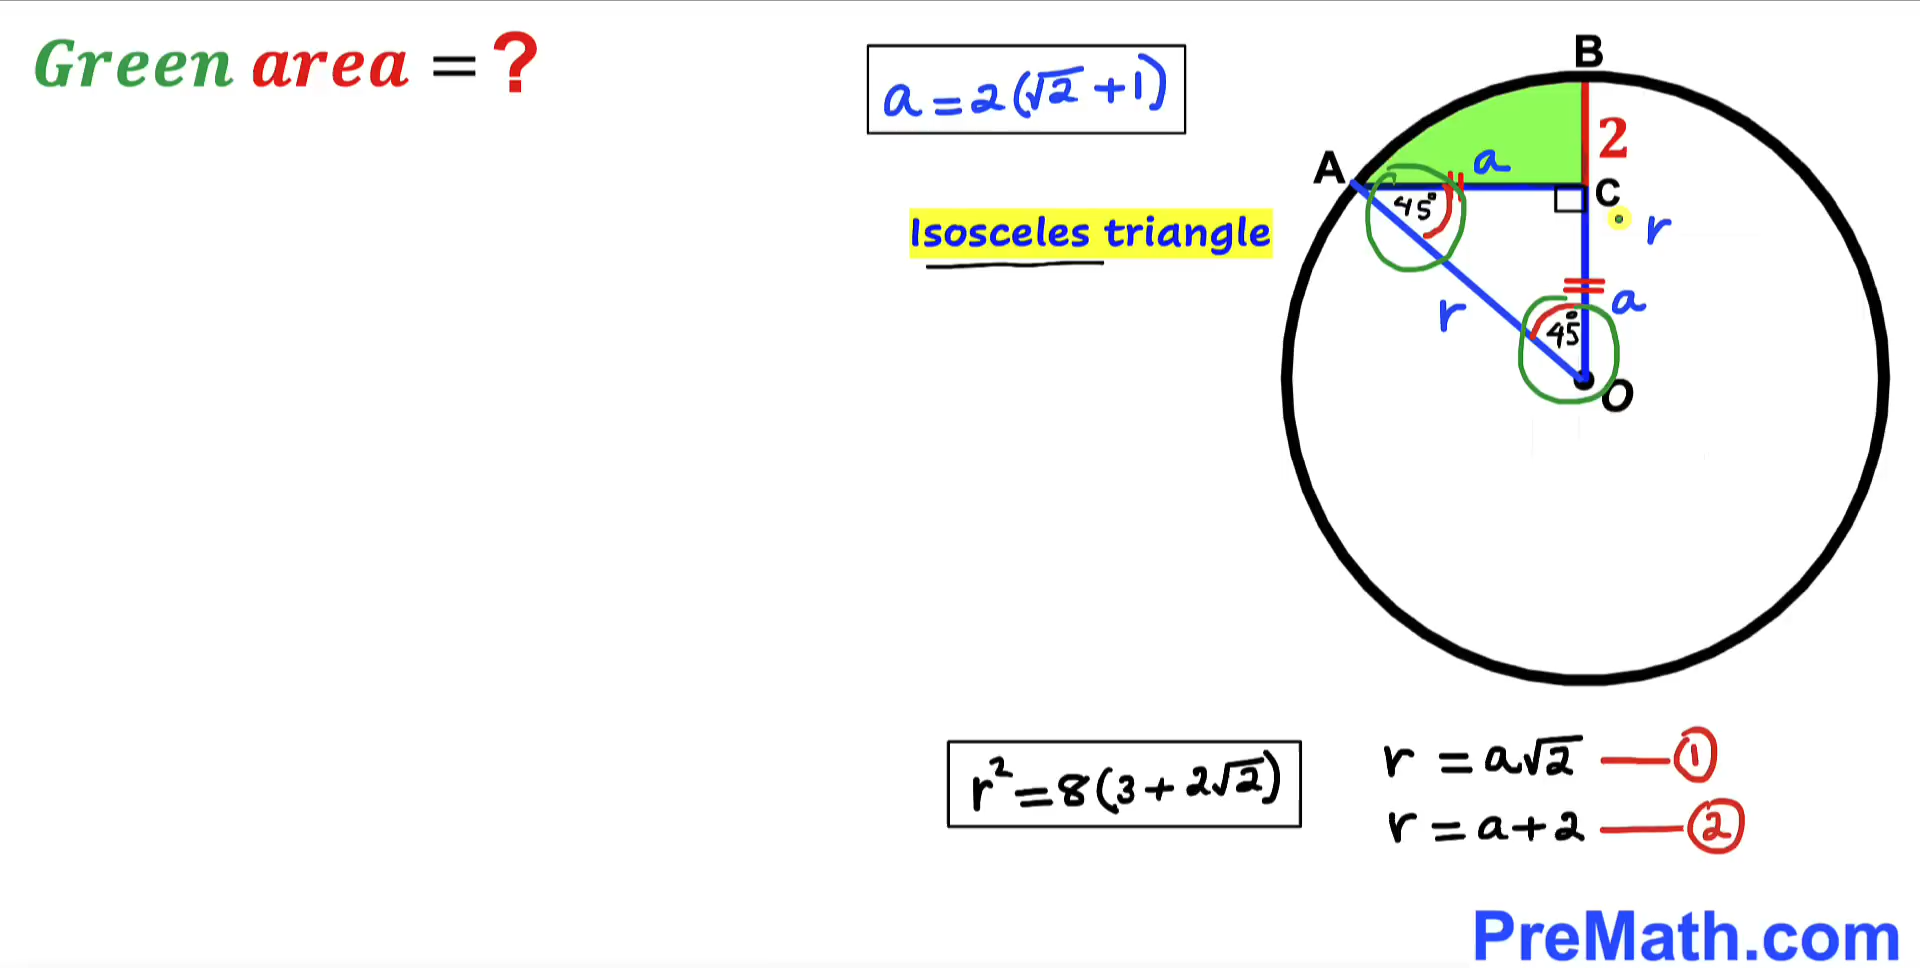 Green area = ?
a = 2(√2 + 1)
Isosceles triangle
B
2
A
a
C
45°
r
r
a
45°
O
r² = 8(3 + 2√2)
r = a√2 — ①
r = a + 2 — ②
PreMath.com